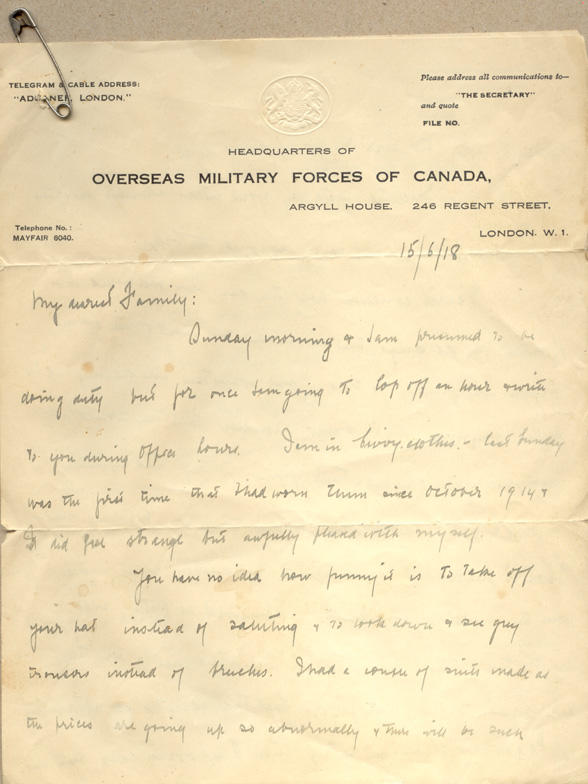 TELEGRAM & CABLE ADDRESS:
"ADJ NEF, LONDON."
Please address all communications to—
"THE SECRETARY"
and quote
FILE NO.
HEADQUARTERS OF
OVERSEAS MILITARY FORCES OF CANADA,
ARGYLL HOUSE. 246 REGENT STREET,
LONDON. W. 1.
Telephone No. :
MAYFAIR 6040.
15/6/18
My dearest Family:
Sunday morning & I am presumed to be
doing duty but for once I am going to lop off an hour & write
to you during office hours. I am in civvy clothes. - last Sunday
was the first time that I had worn them since October 1914 &
I did feel strange but awfully pleased with myself.
You have no idea how funny it is to take off
your hat instead of saluting & to look down & see grey
trousers instead of breeches. I had a couple of suits made as
the prices are going up so abnormally & there will be such